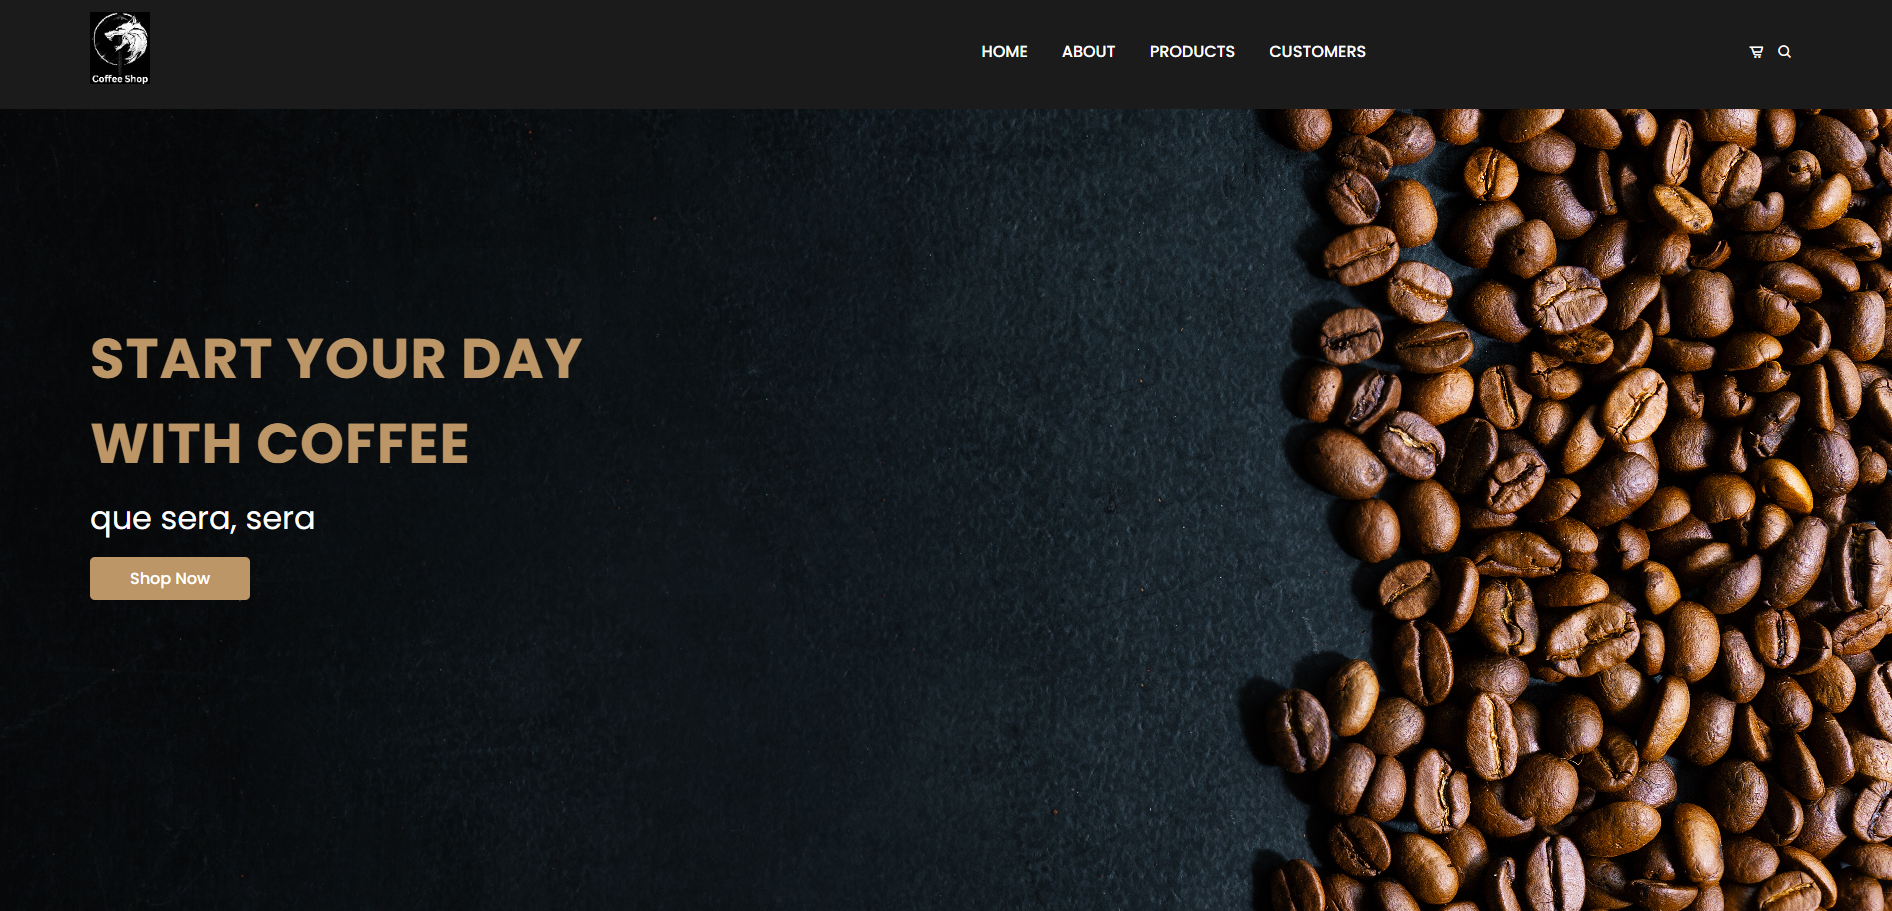 Coffee Shop
HOME ABOUT PRODUCTS CUSTOMERS
START YOUR DAY
WITH COFFEE
que sera, sera
Shop Now